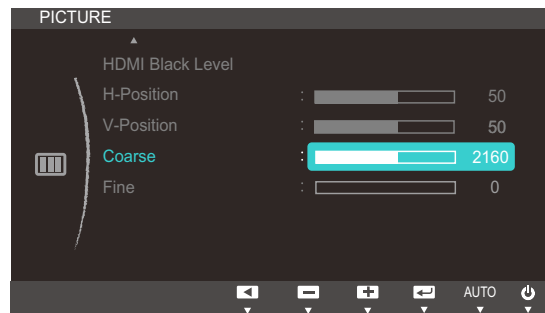 PICTURE
HDMI Black Level
H-Position : 50
V-Position : 50
Coarse : 2160
Fine : 0
AUTO